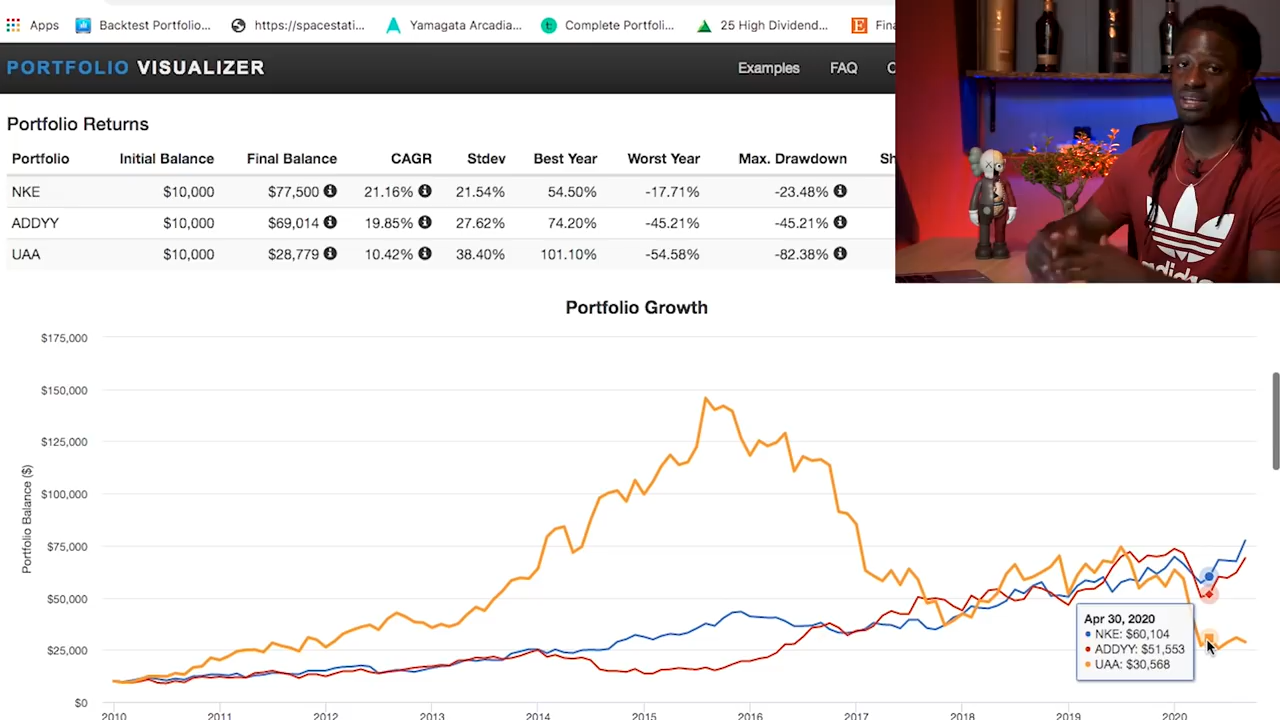 Apps Backtest Portfolio... https://spacestati... Yamagata Arcadia... Complete Portfoli... 25 High Dividend... Fina
PORTFOLIO VISUALIZER Examples FAQ
Portfolio Returns
Portfolio Initial Balance Final Balance CAGR Stdev Best Year Worst Year Max. Drawdown Sh
NKE $10,000 $77,500 21.16% 21.54% 54.50% -17.71% -23.48%
ADDYY $10,000 $69,014 19.85% 27.62% 74.20% -45.21% -45.21%
UAA $10,000 $28,779 10.42% 38.40% 101.10% -54.58% -82.38%
adidas
Portfolio Growth
$175,000
$150,000
$125,000
$100,000
$75,000
$50,000
$25,000
$0
Portfolio Balance ($)
Apr 30, 2020
NKE: $60,104
ADDYY: $51,553
UAA: $30,568
2010 2011 2012 2013 2014 2015 2016 2017 2018 2019 2020